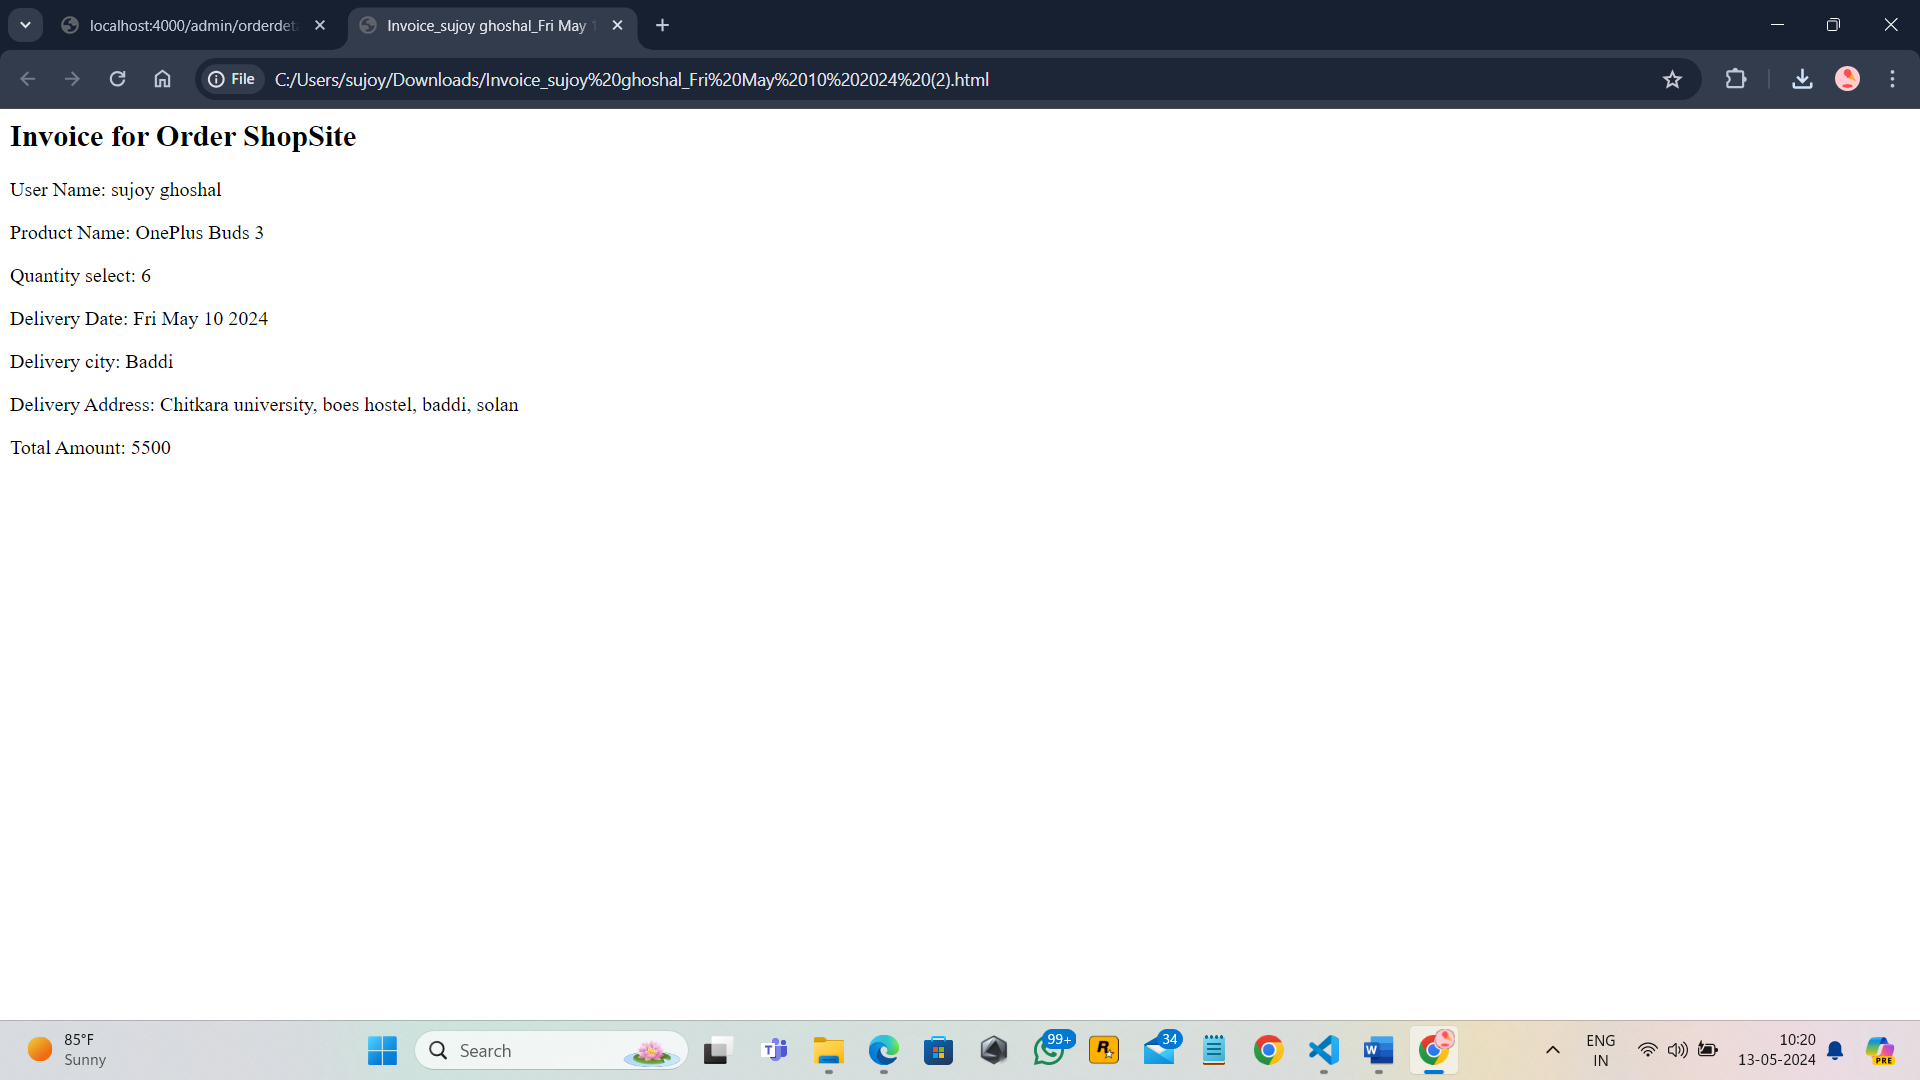 localhost:4000/admin/orderdeta
Invoice_sujoy ghoshal_Fri May 1
File
C:/Users/sujoy/Downloads/Invoice_sujoy%20ghoshal_Fri%20May%2010%202024%20(2).html
Invoice for Order ShopSite
User Name: sujoy ghoshal
Product Name: OnePlus Buds 3
Quantity select: 6
Delivery Date: Fri May 10 2024
Delivery city: Baddi
Delivery Address: Chitkara university, boes hostel, baddi, solan
Total Amount: 5500
85°F
Sunny
Search
99+
34
ENG
IN
10:20
13-05-2024
PRE